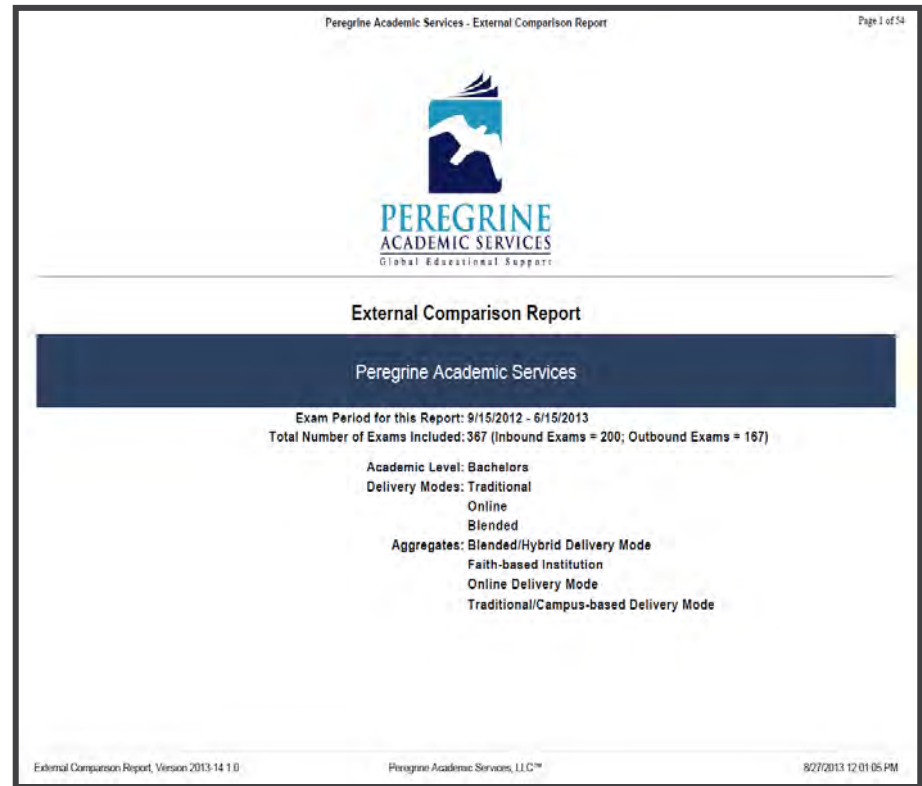 Peregrine Academic Services - External Comparison Report Page 1 of 54
PEREGRINE
ACADEMIC SERVICES
Global Educational Support
External Comparison Report
Peregrine Academic Services
Exam Period for this Report: 9/15/2012 - 6/15/2013
Total Number of Exams Included: 367 (Inbound Exams = 200; Outbound Exams = 167)
Academic Level: Bachelors
Delivery Modes: Traditional
Online
Blended
Aggregates: Blended/Hybrid Delivery Mode
Faith-based Institution
Online Delivery Mode
Traditional/Campus-based Delivery Mode
External Comparison Report, Version 2013-14 1.0 Peregrine Academic Services, LLC™ 8/27/2013 12:01:05 PM